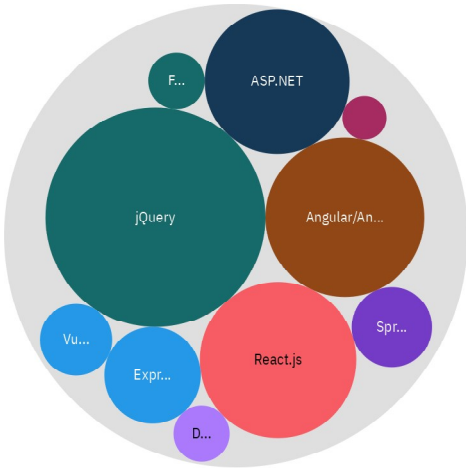 F...
ASP.NET
jQuery
Angular/An...
Vu...
Expr...
React.js
Spr...
D...